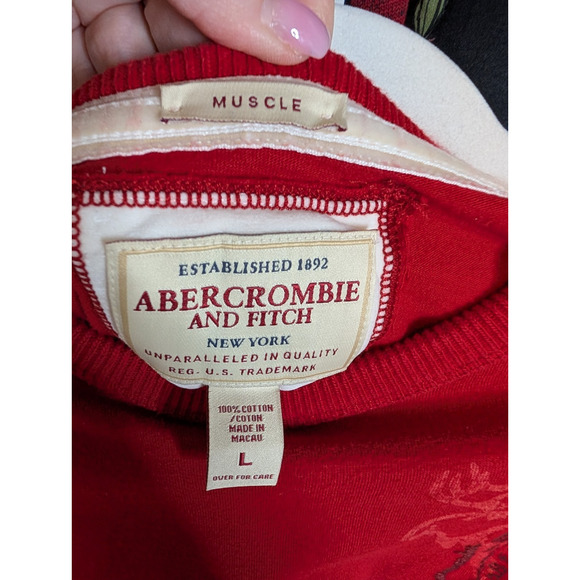 MUSCLE
ESTABLISHED 1892
ABERCROMBIE
AND FITCH
NEW YORK
UNPARALLELED IN QUALITY
REG. U.S. TRADEMARK
100% COTTON
/COTON
MADE IN
MACAU
L
OVER FOR CARE